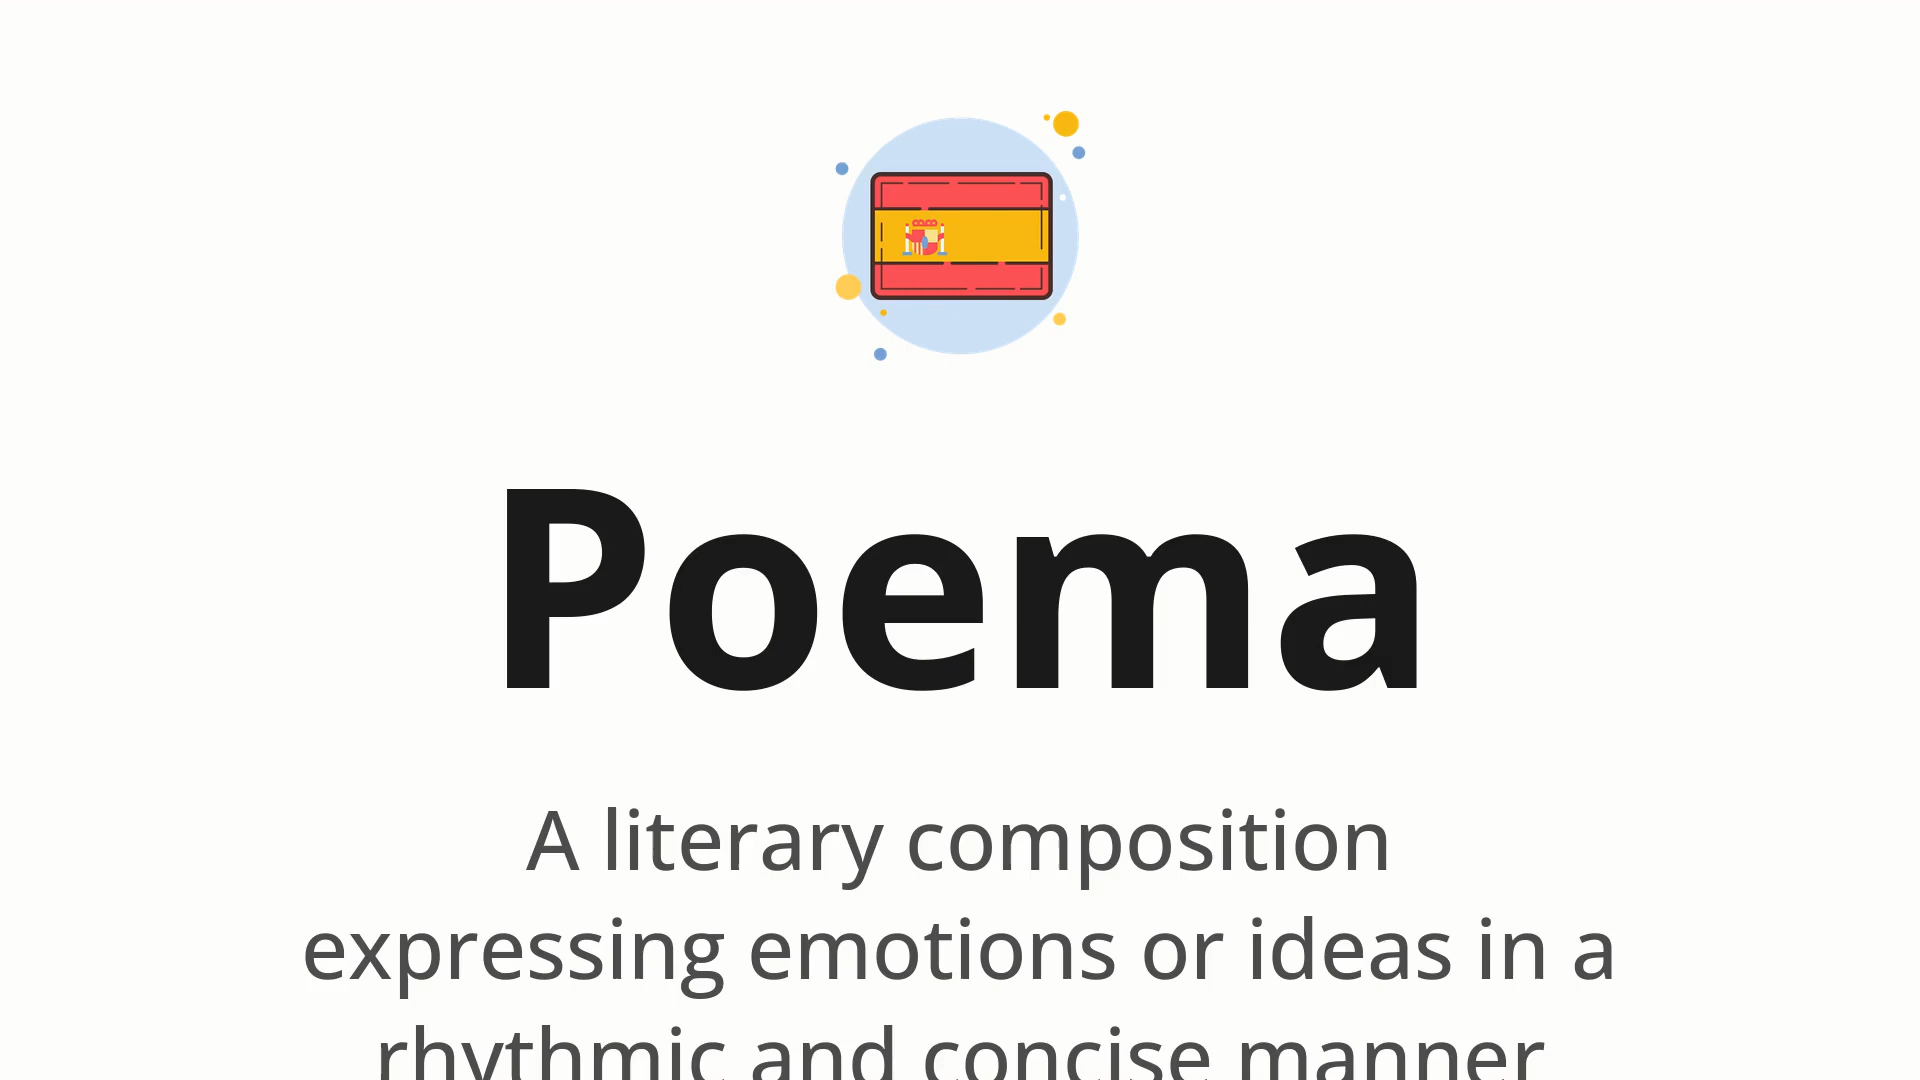 Poema
A literary composition
expressing emotions or ideas in a
rhythmic and concise manner